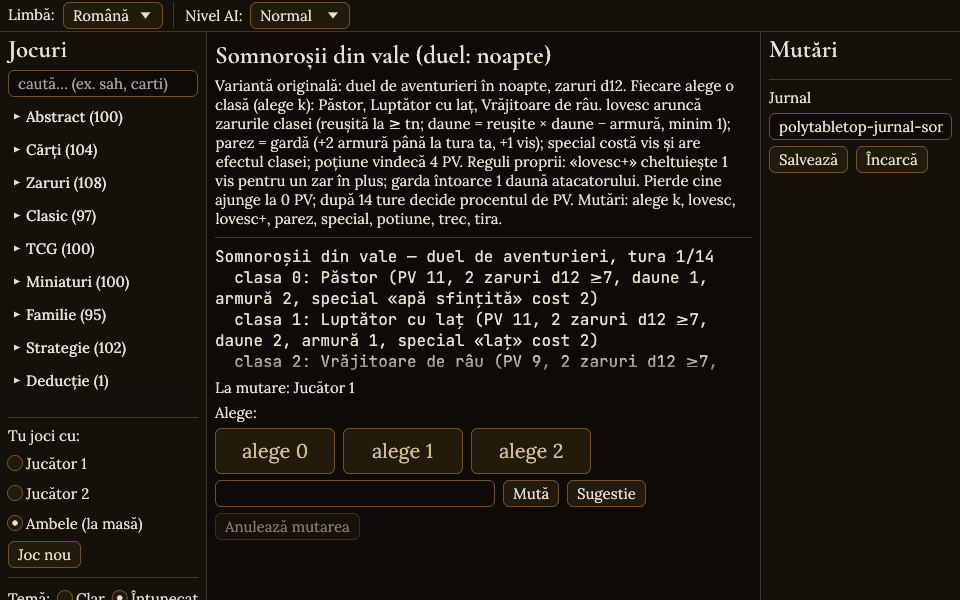 Limbă: Română ▼ Nivel AI: Normal ▼
Jocuri
caută... (ex. sah, carti)
▸ Abstract (100)
▸ Cărți (104)
▸ Zaruri (108)
▸ Clasic (97)
▸ TCG (100)
▸ Miniaturi (100)
▸ Familie (95)
▸ Strategie (102)
▸ Deducție (1)
Tu joci cu:
Jucător 1
Jucător 2
Ambele (la masă)
Joc nou
Temă: Clar Întunecat
Somnoroșii din vale (duel: noapte)
Variantă originală: duel de aventurieri în noapte, zaruri d12. Fiecare alege o
clasă (alege k): Păstor, Luptător cu laț, Vrăjitoare de râu. lovesc aruncă
zarurile clasei (reușită la ≥ tn; daune = reușite × daune − armură, minim 1);
parez = gardă (+2 armură până la tura ta, +1 vis); special costă vis și are
efectul clasei; poțiune vindecă 4 PV. Reguli proprii: «lovesc+» cheltuiește 1
vis pentru un zar în plus; garda întoarce 1 daună atacatorului. Pierde cine
ajunge la 0 PV; după 14 ture decide procentul de PV. Mutări: alege k, lovesc,
lovesc+, parez, special, potiune, trec, tira.
Somnoroșii din vale — duel de aventurieri, tura 1/14
clasa 0: Păstor (PV 11, 2 zaruri d12 ≥7, daune 1,
armură 2, special «apă sfințită» cost 2)
clasa 1: Luptător cu laț (PV 11, 2 zaruri d12 ≥7,
daune 2, armură 1, special «laț» cost 2)
clasa 2: Vrăjitoare de râu (PV 9, 2 zaruri d12 ≥7,
La mutare: Jucător 1
Alege:
alege 0 alege 1 alege 2
Mută Sugestie
Anulează mutarea
Mutări
Jurnal
polytabletop-jurnal-sor
Salvează Încarcă